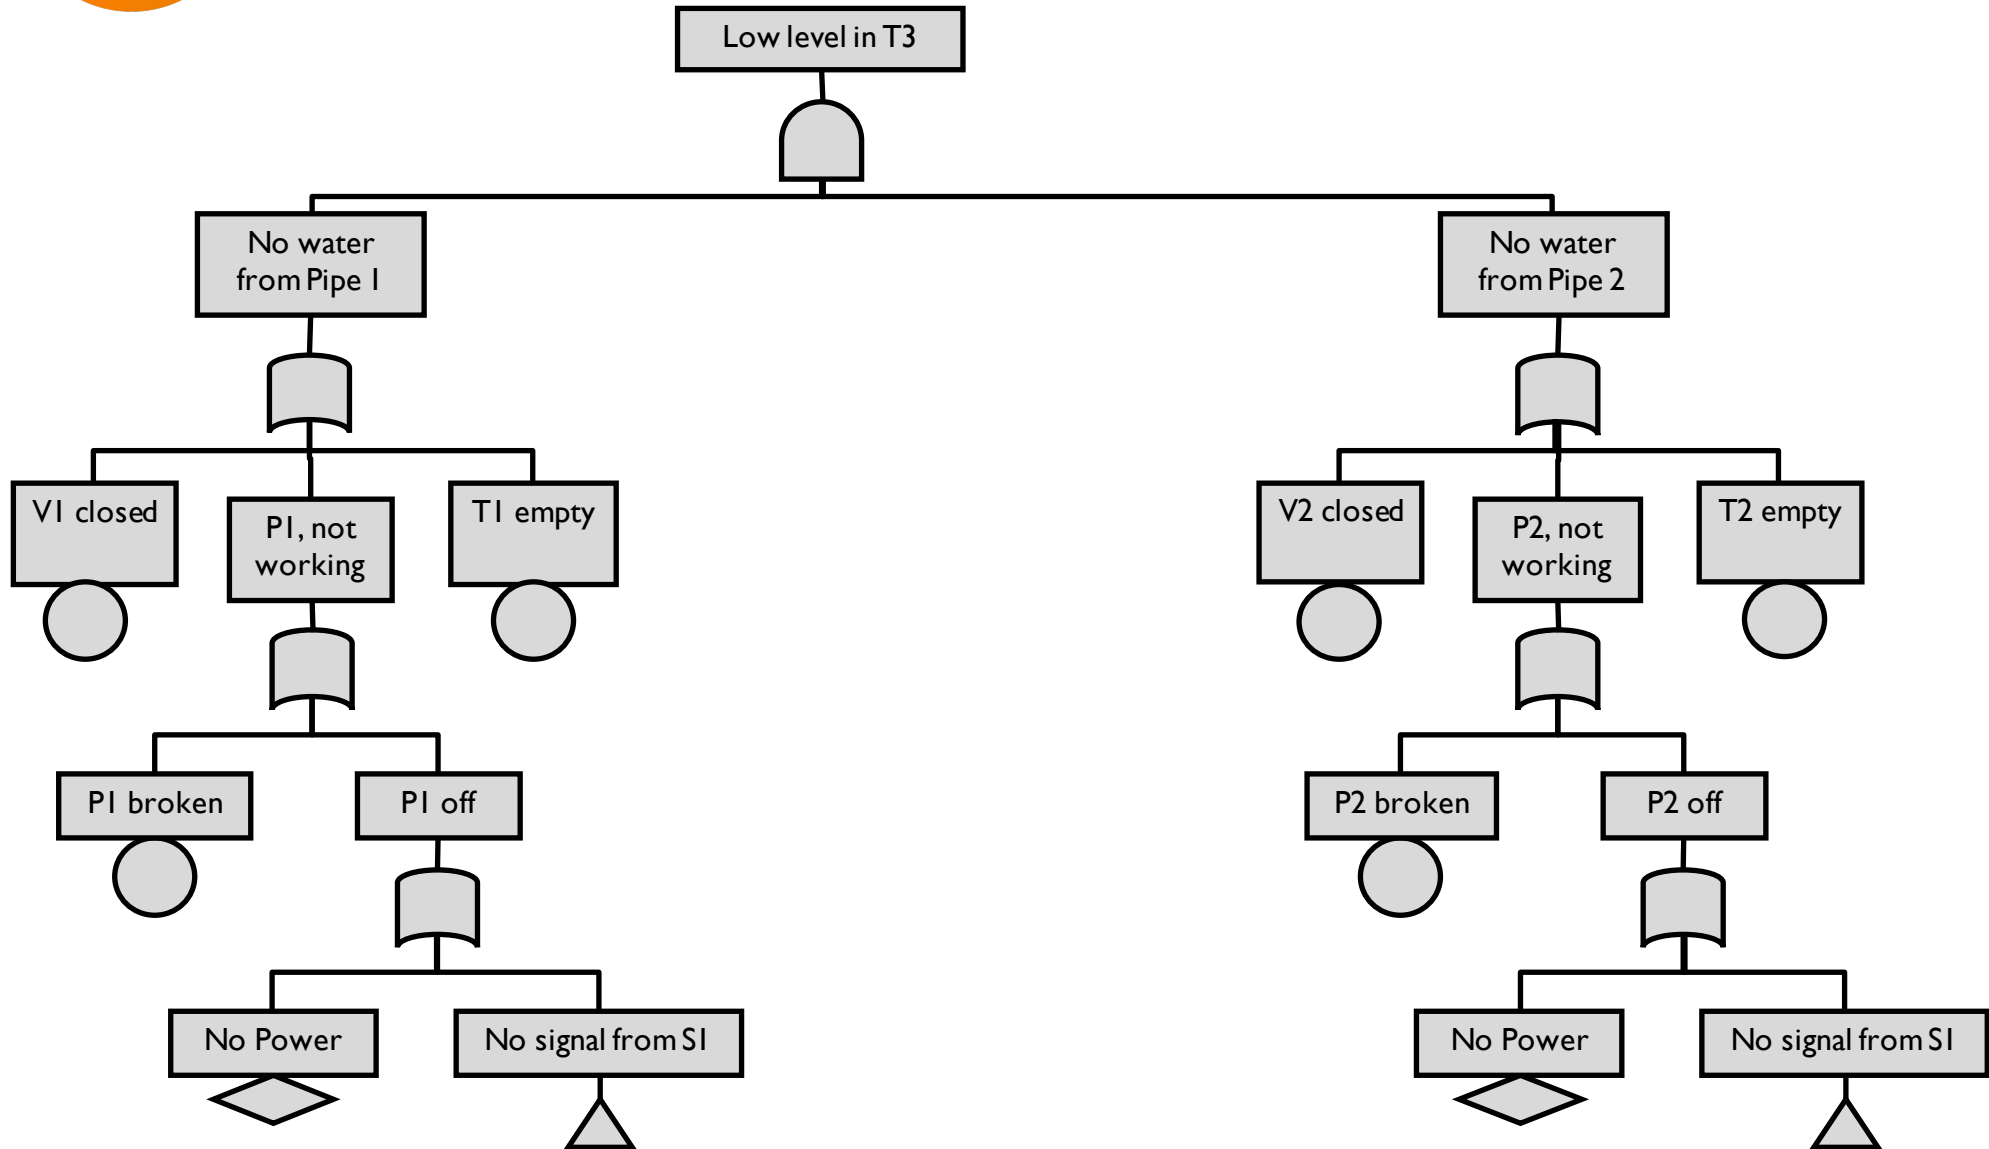 Low level in T3
No water
from Pipe 1
No water
from Pipe 2
V1 closed
P1, not
working
T1 empty
V2 closed
P2, not
working
T2 empty
P1 broken
P1 off
P2 broken
P2 off
No Power
No signal from S1
No Power
No signal from S1